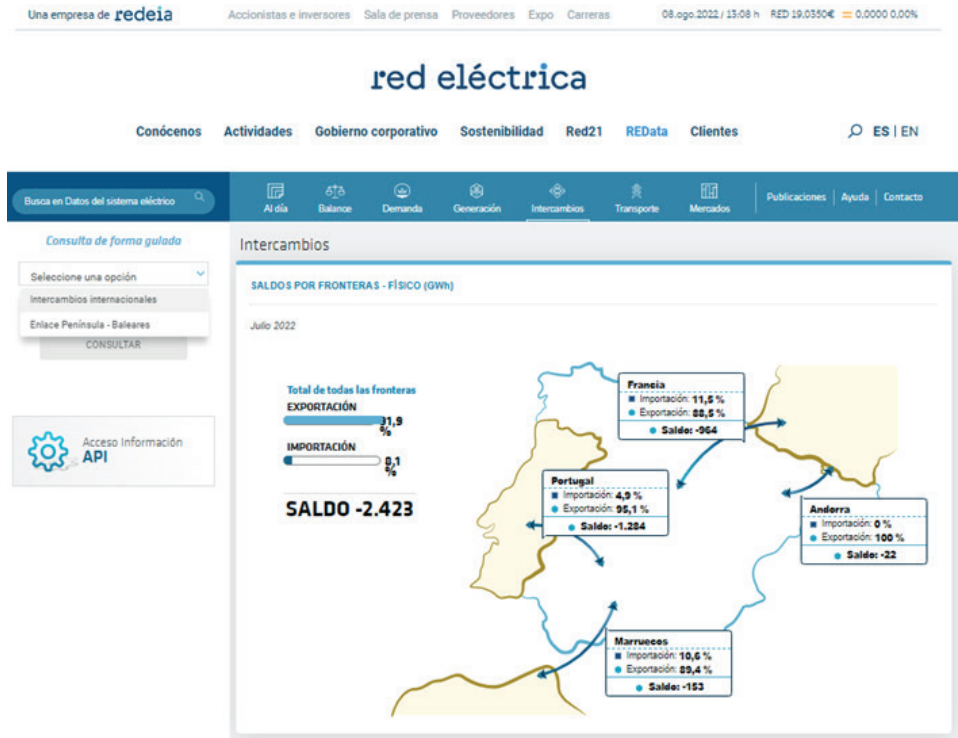 Una empresa de redeia
Accionistas e inversores Sala de prensa Proveedores Expo Carreras 08.ago.2022 / 13:08 h RED 19,0350€ = 0,0000 0,00%
red eléctrica
Conócenos Actividades Gobierno corporativo Sostenibilidad Red21 REData Clientes ES | EN
Busca en Datos del sistema eléctrico
Al día Balance Demanda Generación Intercambios Transporte Mercados Publicaciones | Ayuda | Contacto
Consulta de forma guiada
Seleccione una opción
Intercambios internacionales
Enlace Península - Baleares
CONSULTAR
Acceso Información
API
Intercambios
SALDOS POR FRONTERAS - FÍSICO (GWh)
Julio 2022
Total de todas las fronteras
EXPORTACIÓN
91,9
%
IMPORTACIÓN
8,1
%
SALDO -2.423
Francia
Importación: 11,5 %
Exportación: 88,5 %
Saldo: -964
Portugal
Importación: 4,9 %
Exportación: 95,1 %
Saldo: -1.284
Andorra
Importación: 0 %
Exportación: 100 %
Saldo: -22
Marruecos
Importación: 10,6 %
Exportación: 89,4 %
Saldo: -153